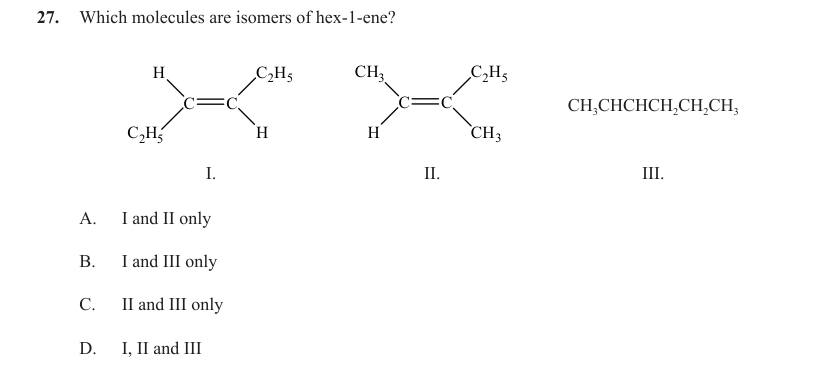 27. Which molecules are isomers of hex-1-ene?
H C₂H₅ CH₃ C₂H₅
C C C C CH₃CHCHCH₂CH₂CH₃
C₂H₅ H H CH₃
I. II. III.
A. I and II only
B. I and III only
C. II and III only
D. I, II and III